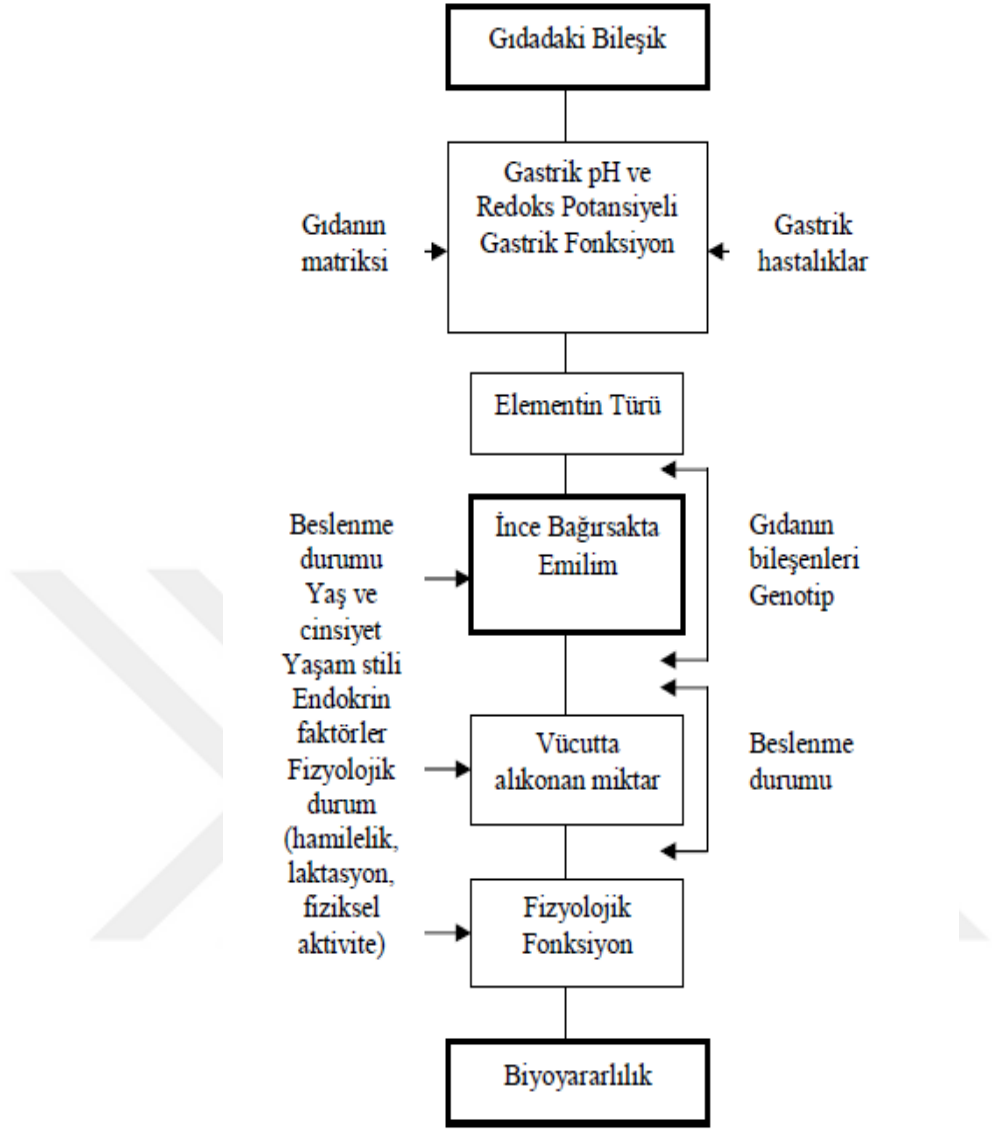 Gıdadaki Bileşik
Gastrik pH ve
Redoks Potansiyeli
Gastrik Fonksiyon
Gıdanın
matriksi
Gastrik
hastalıklar
Elementin Türü
Beslenme
durumu
Yaş ve
cinsiyet
Yaşam stili
Endokrin
faktörler
Fizyolojik
durum
(hamilelik,
laktasyon,
fiziksel
aktivite)
İnce Bağırsakta
Emilim
Gıdanın
bileşenleri
Genotip
Vücutta
alıkonan miktar
Beslenme
durumu
Fizyolojik
Fonksiyon
Biyoyararlılık